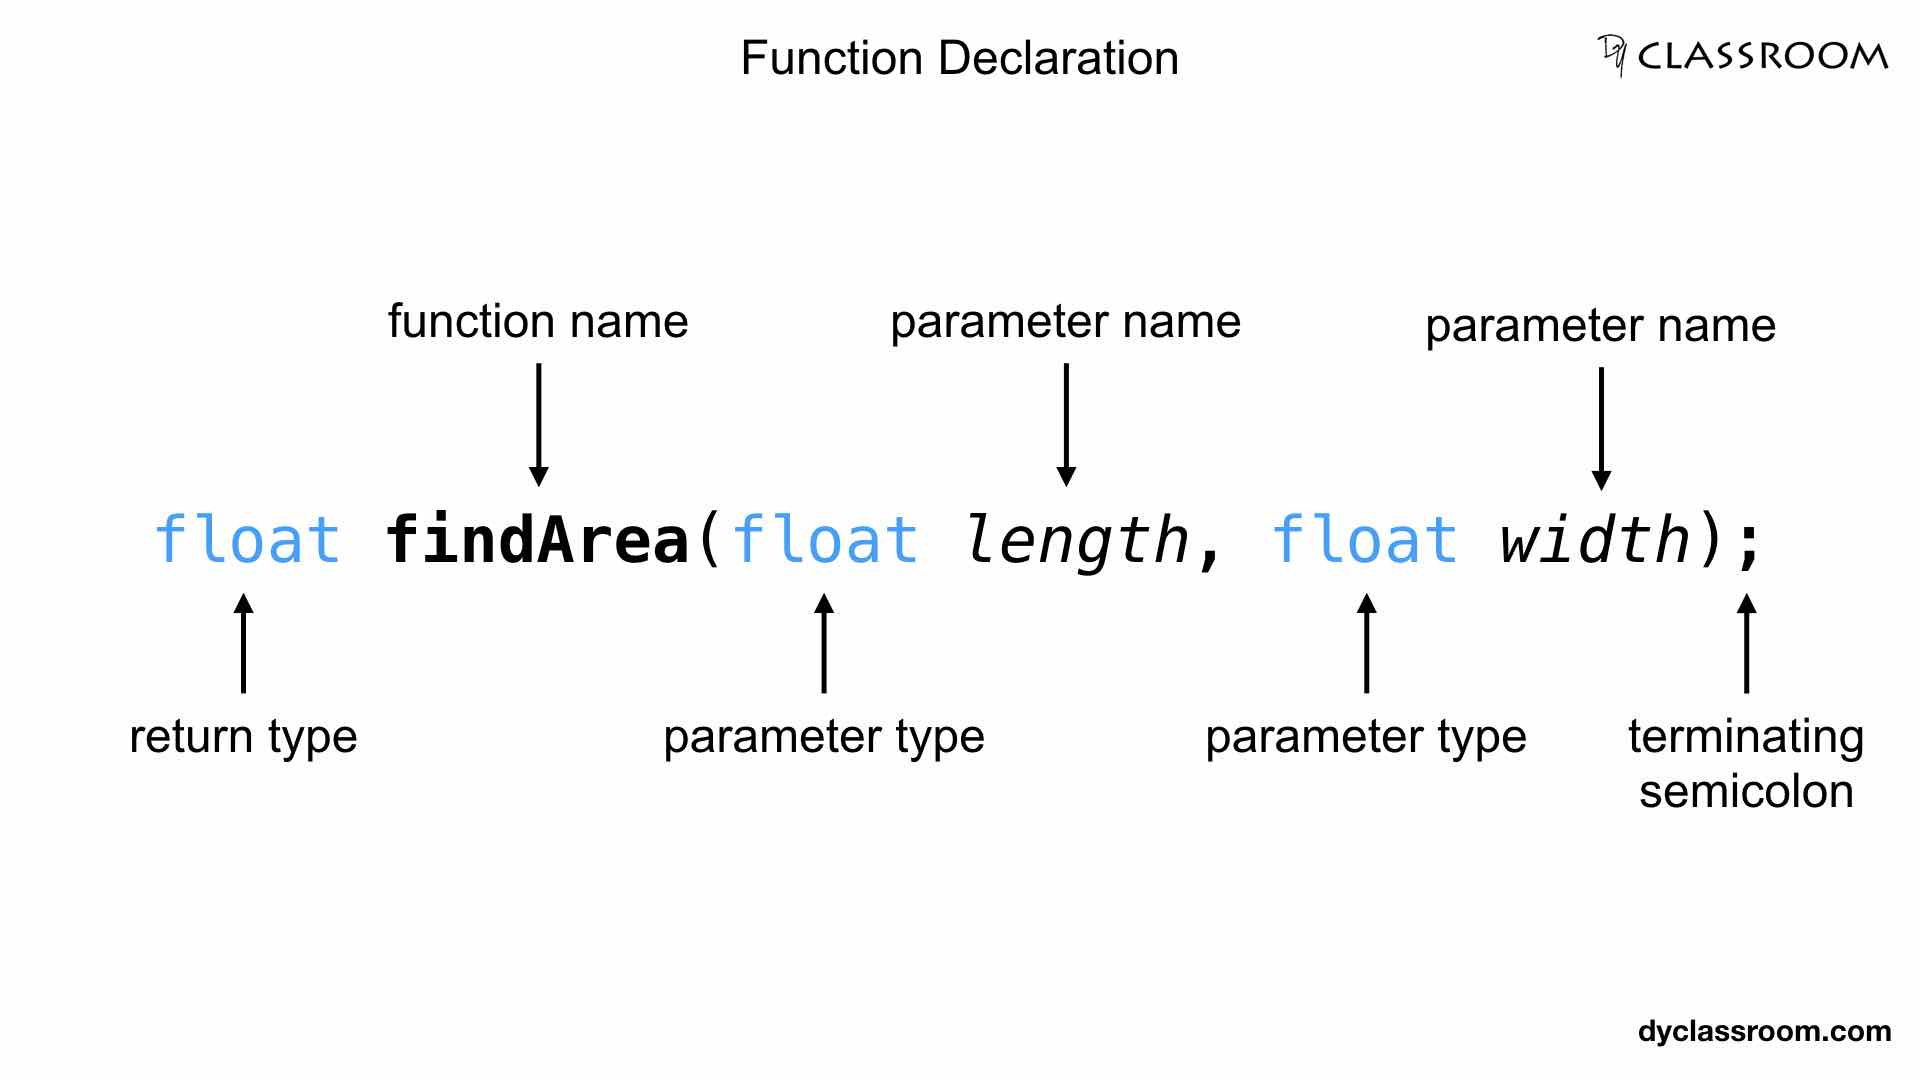 Function Declaration
Dy CLASSROOM
function name
parameter name
parameter name
float findArea(float length, float width);
return type
parameter type
parameter type
terminating
semicolon
dyclassroom.com